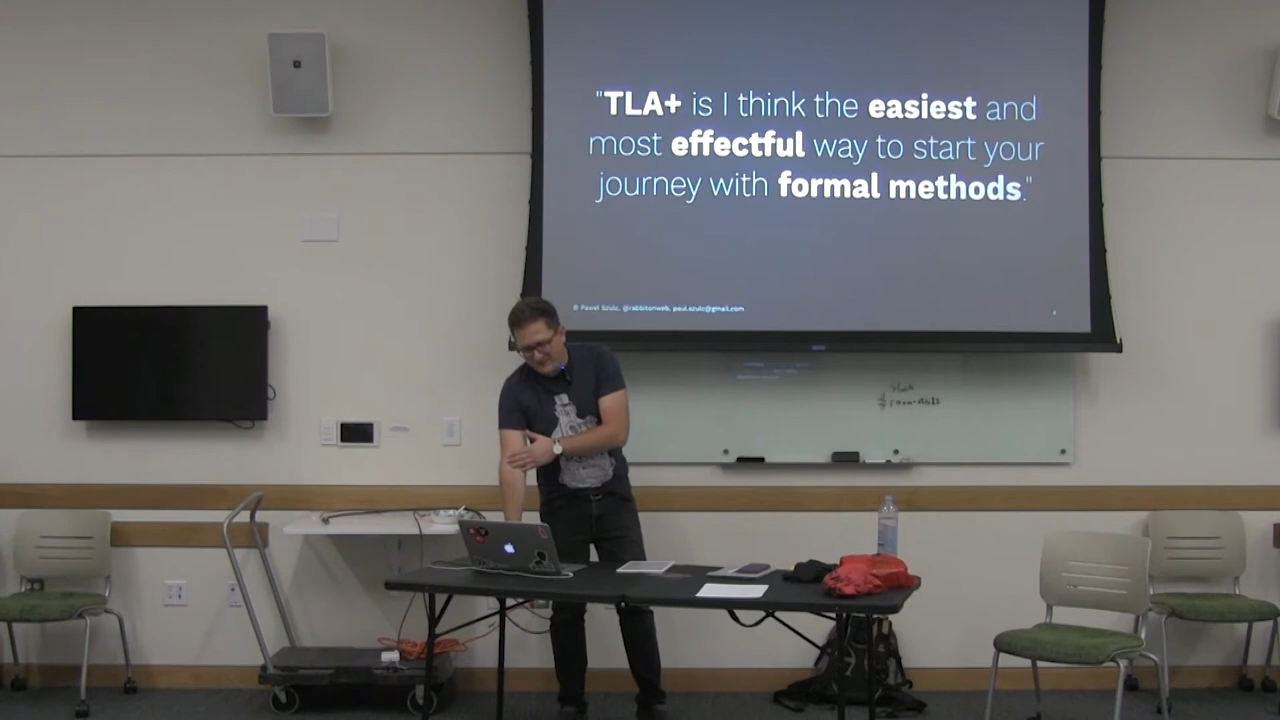 "TLA+ is I think the easiest and
most effectful way to start your
journey with formal methods."
© Pawel Szulc, @rabbitonweb, paul.szulc@gmail.com